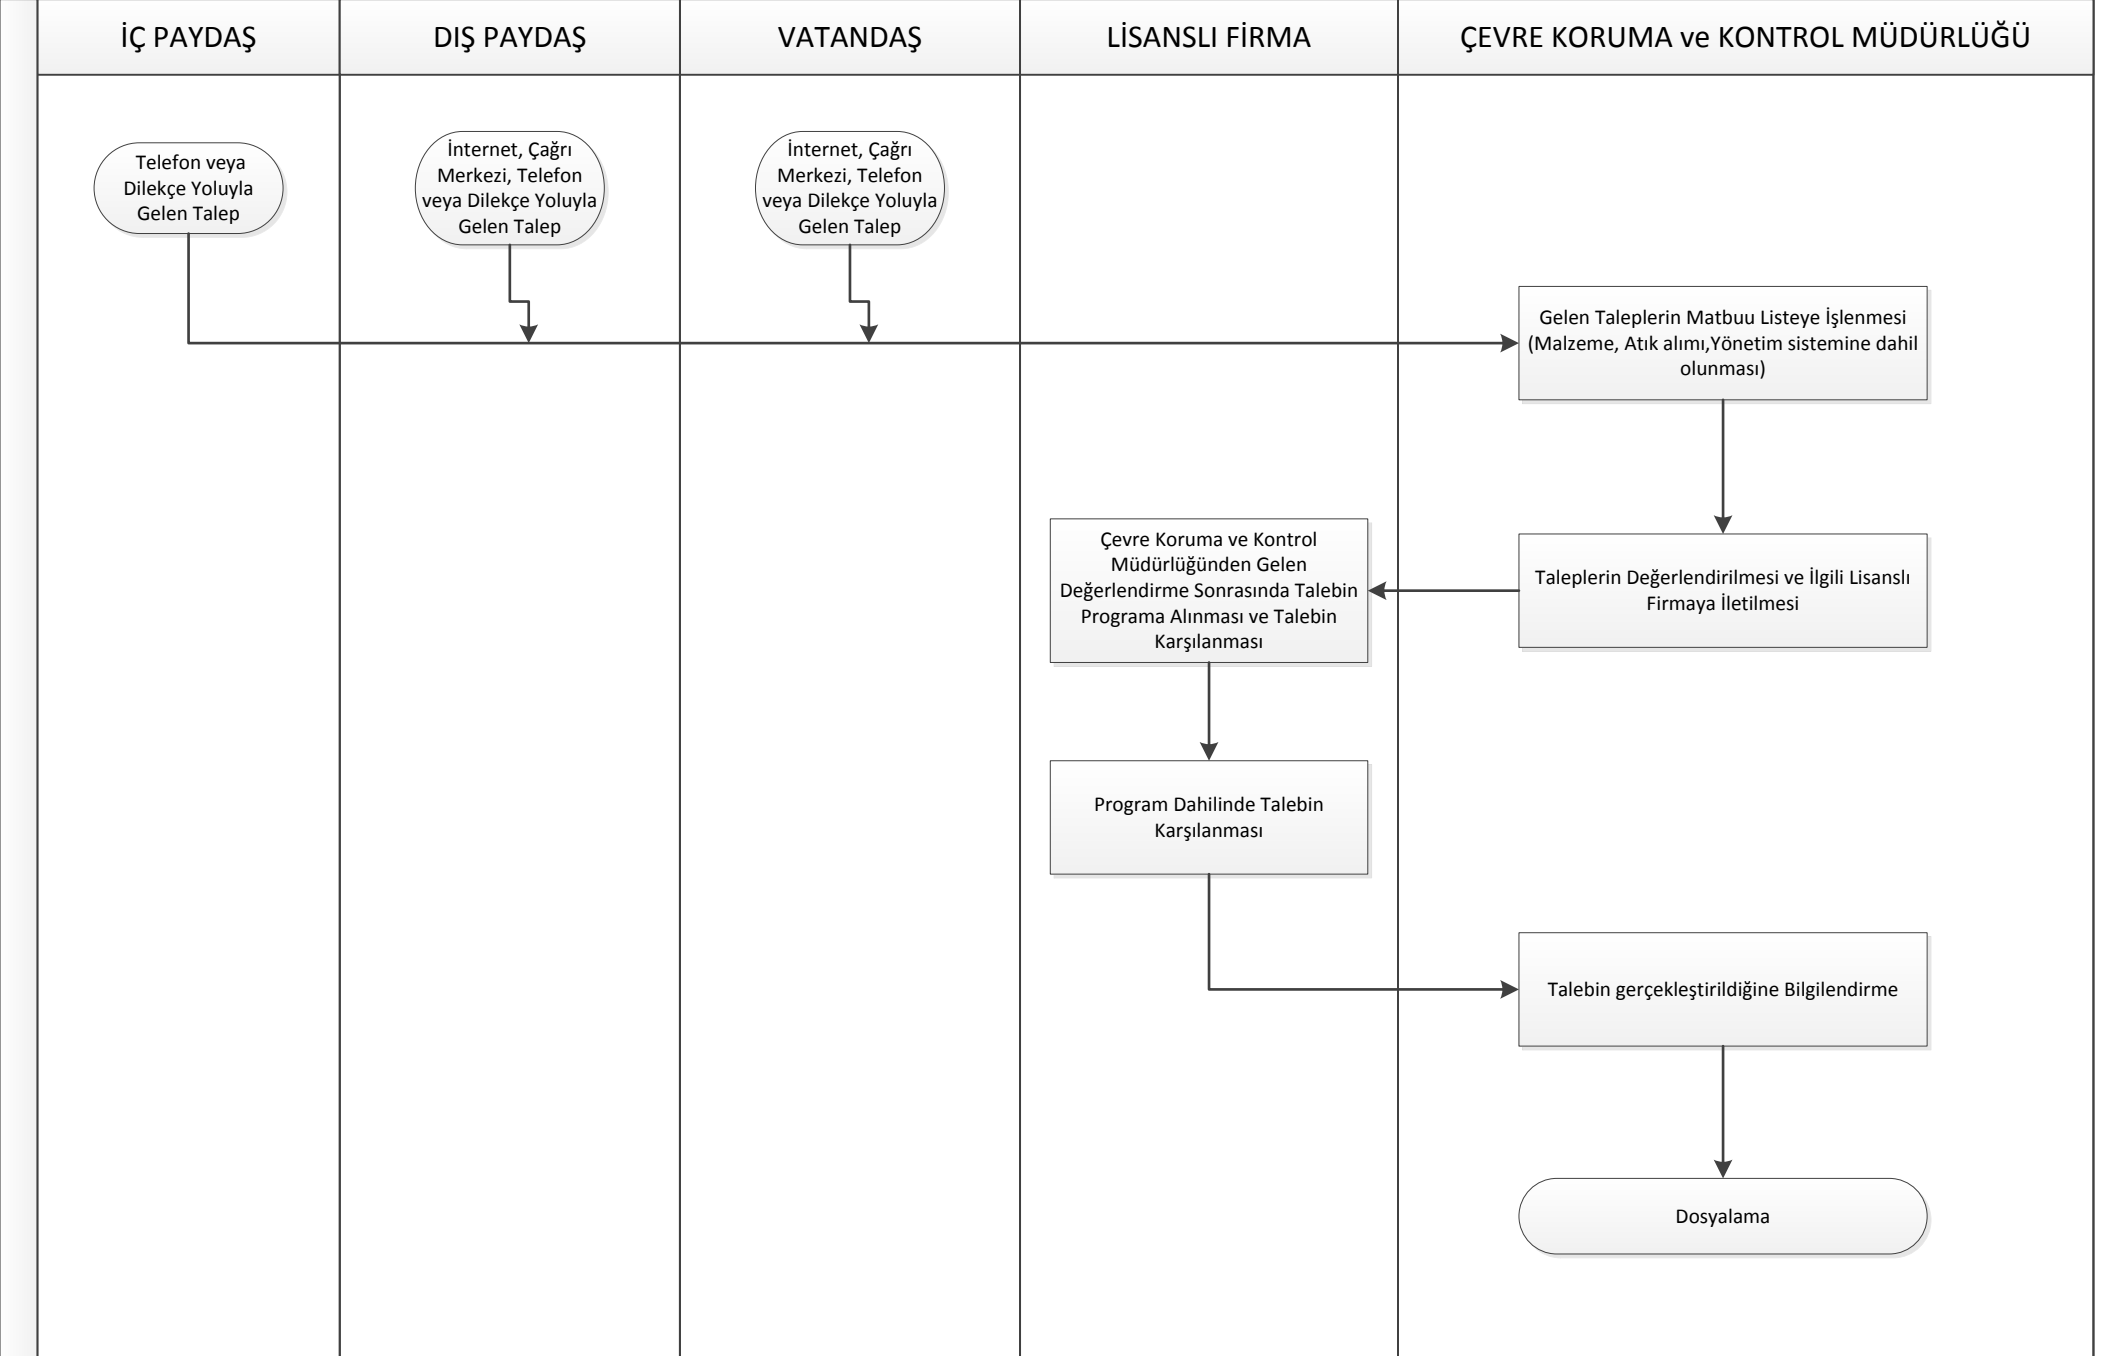 İÇ PAYDAŞ
DIŞ PAYDAŞ
VATANDAŞ
LİSANSLI FİRMA
ÇEVRE KORUMA ve KONTROL MÜDÜRLÜĞÜ
Telefon veya
Dilekçe Yoluyla
Gelen Talep
İnternet, Çağrı
Merkezi, Telefon
veya Dilekçe Yoluyla
Gelen Talep
İnternet, Çağrı
Merkezi, Telefon
veya Dilekçe Yoluyla
Gelen Talep
Gelen Taleplerin Matbuu Listeye İşlenmesi
(Malzeme, Atık alımı,Yönetim sistemine dahil
olunması)
Taleplerin Değerlendirilmesi ve İlgili Lisanslı
Firmaya İletilmesi
Çevre Koruma ve Kontrol
Müdürlüğünden Gelen
Değerlendirme Sonrasında Talebin
Programa Alınması ve Talebin
Karşılanması
Program Dahilinde Talebin
Karşılanması
Talebin gerçekleştirildiğine Bilgilendirme
Dosyalama